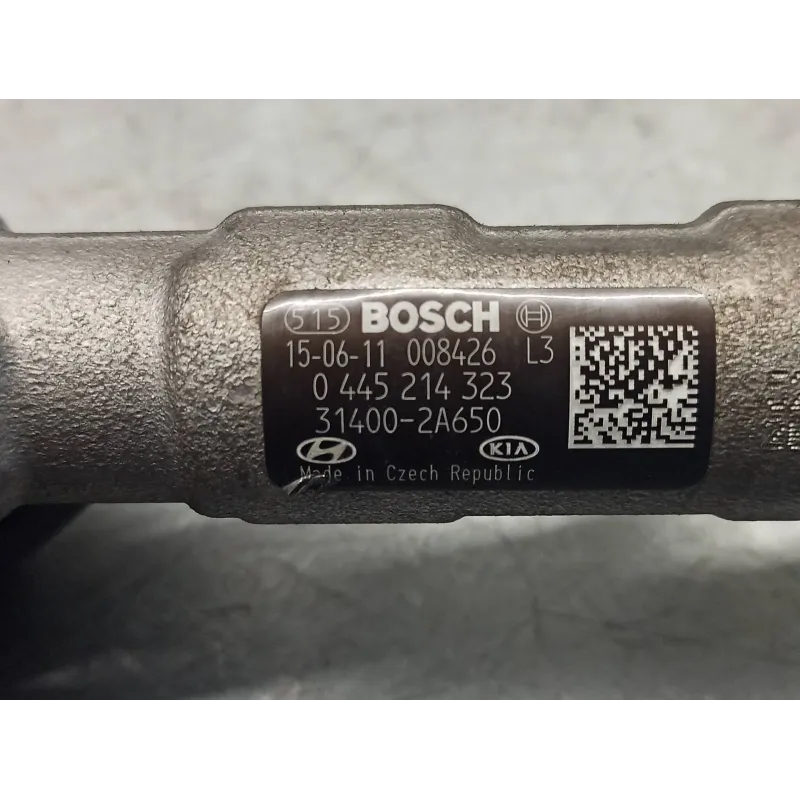 515 BOSCH
15-06-11 008426 L3
0 445 214 323
31400-2A650
KIA
Made in Czech Republic